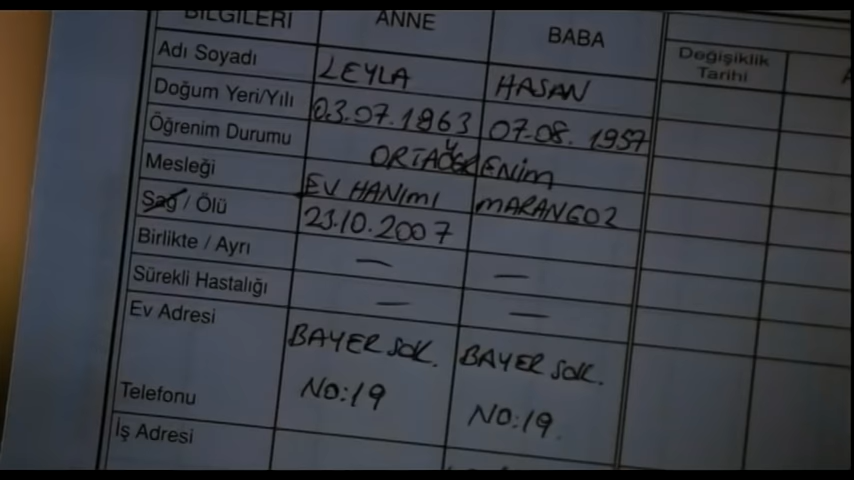 BİLGİLERİ ANNE BABA
Değişiklik
Tarihi
Adı Soyadı LEYLA HASAN
Doğum Yeri/Yılı 03.07.1963 07.08.1957
Öğrenim Durumu ORTAÖĞRENİM
Mesleği EV HANIMI MARANGOZ
Sağ / Ölü 23.10.2007
Birlikte / Ayrı — —
Sürekli Hastalığı — —
Ev Adresi BAYER SOK. BAYER SOK.
NO:19 NO:19.
Telefonu
İş Adresi